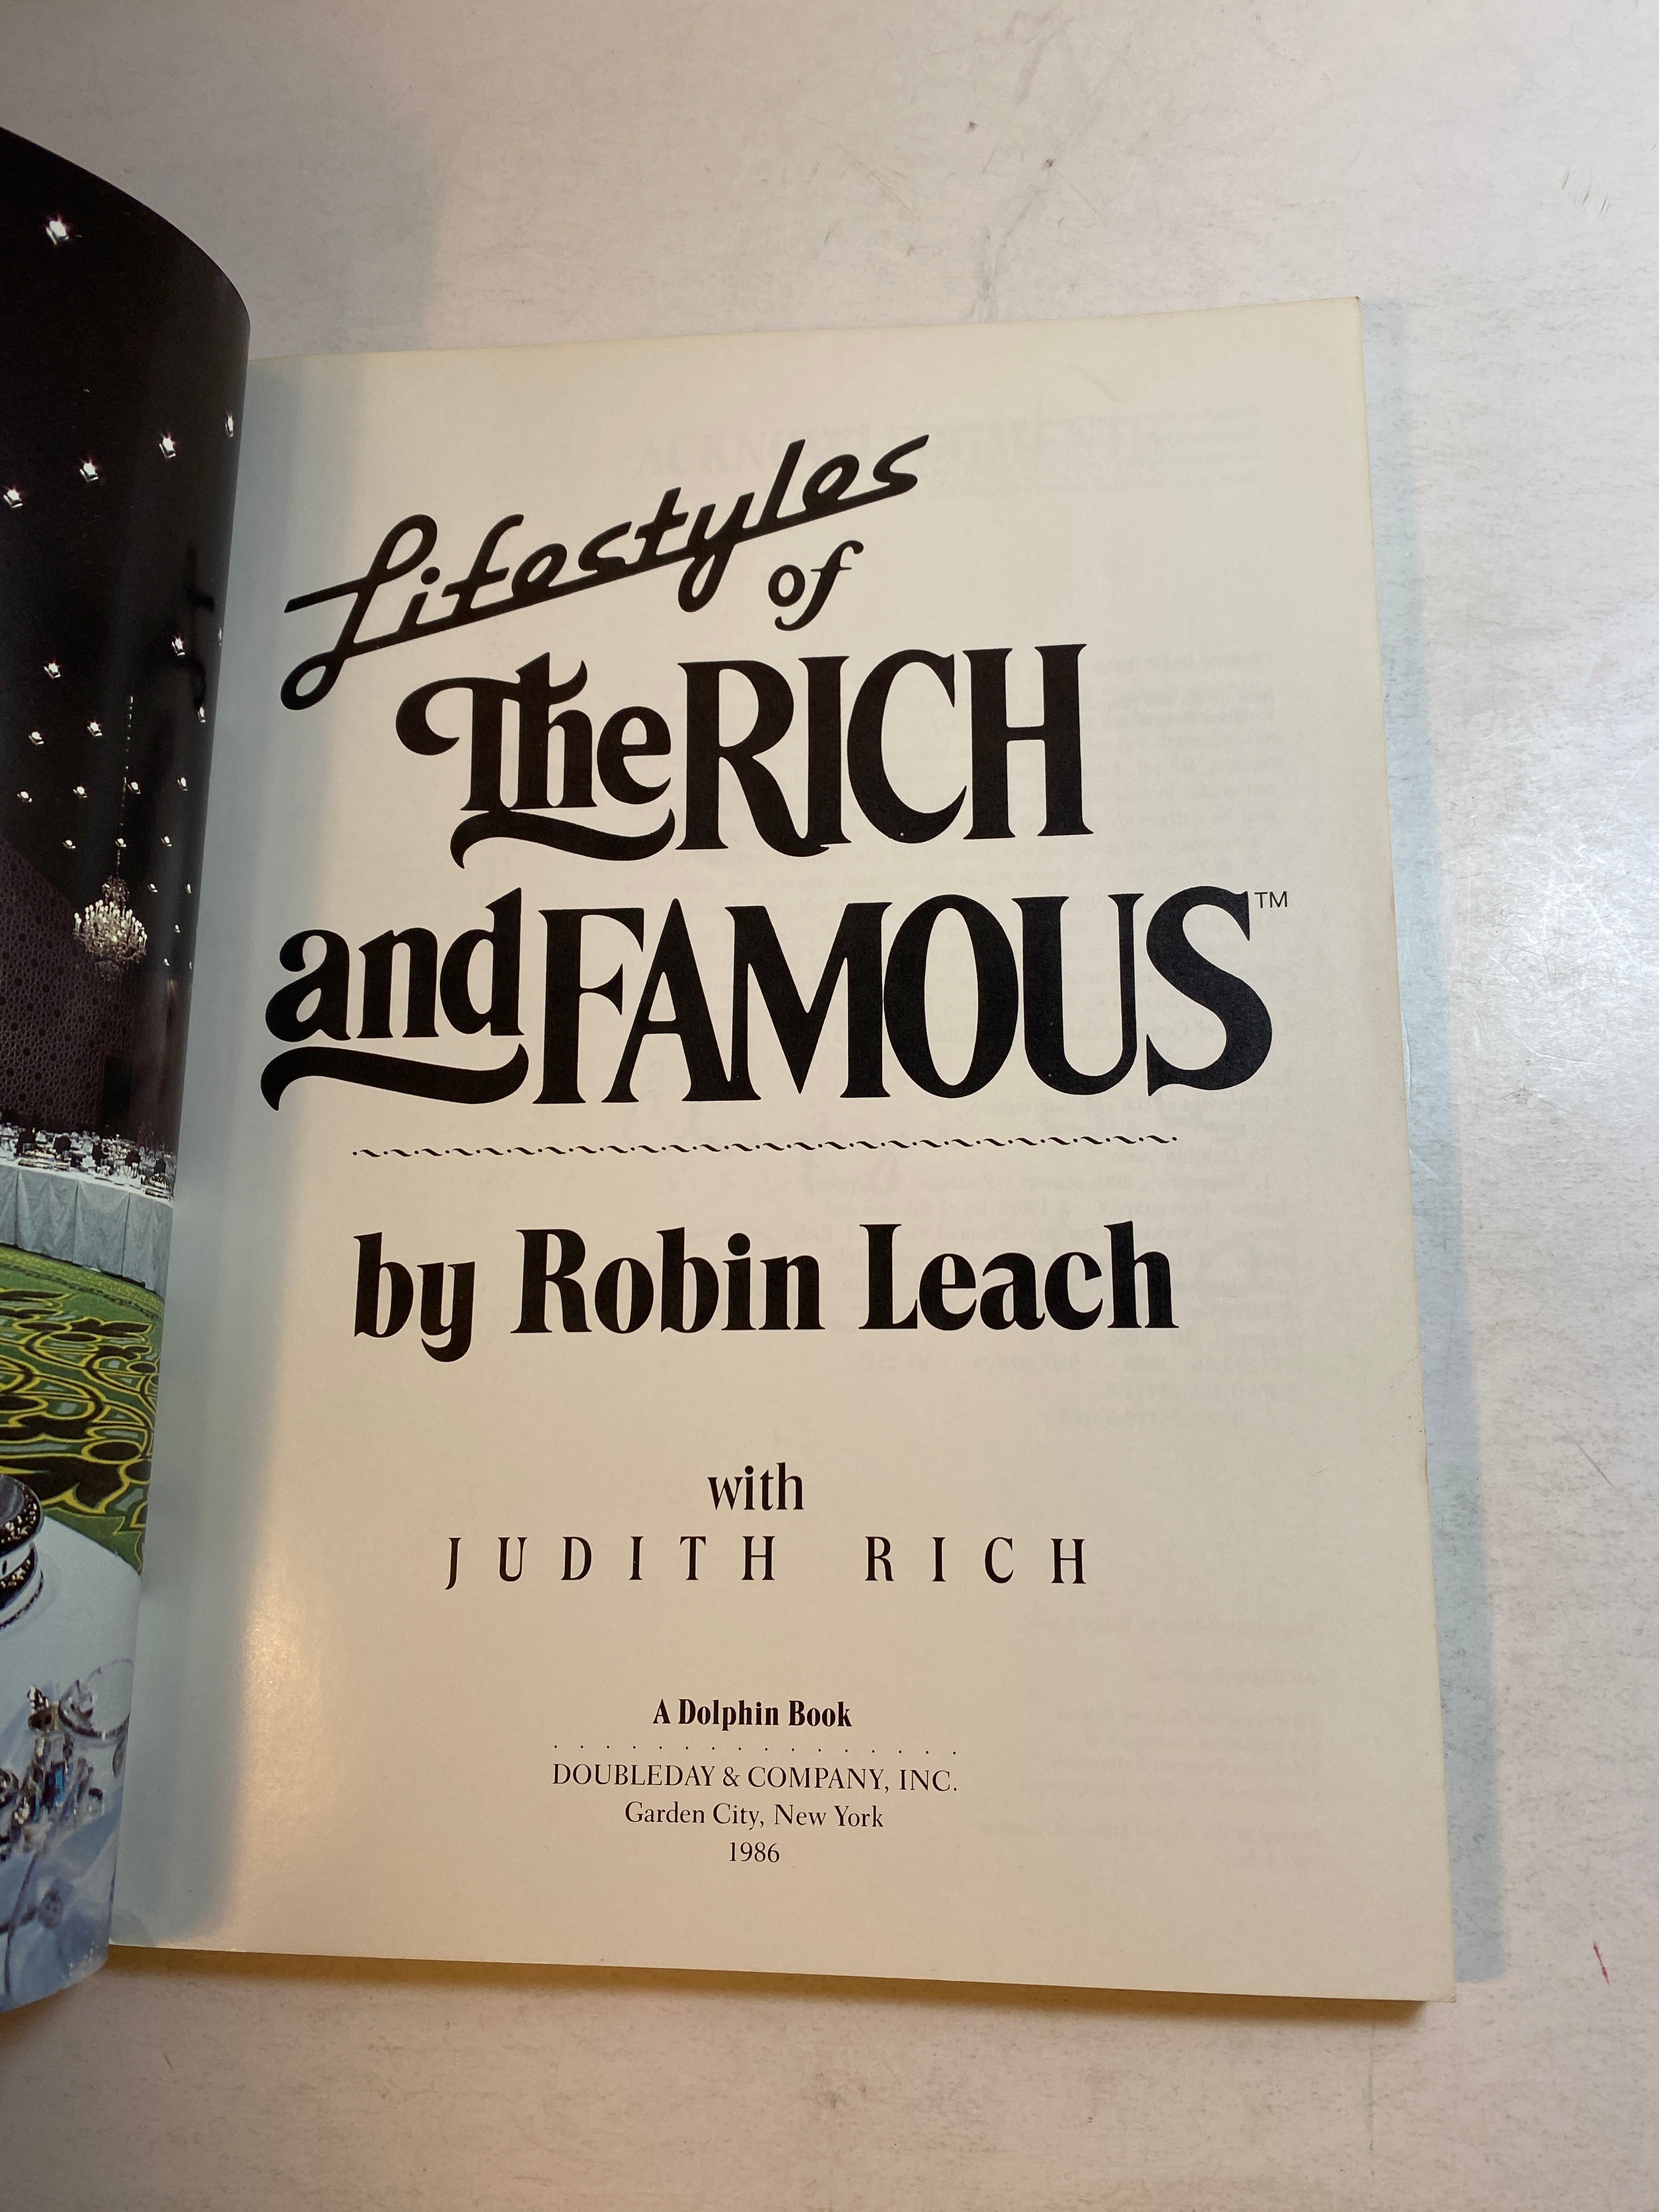 Lifestyles
of
The RICH
and FAMOUS™
by Robin Leach
with
JUDITH RICH
A Dolphin Book
DOUBLEDAY & COMPANY, INC.
Garden City, New York
1986